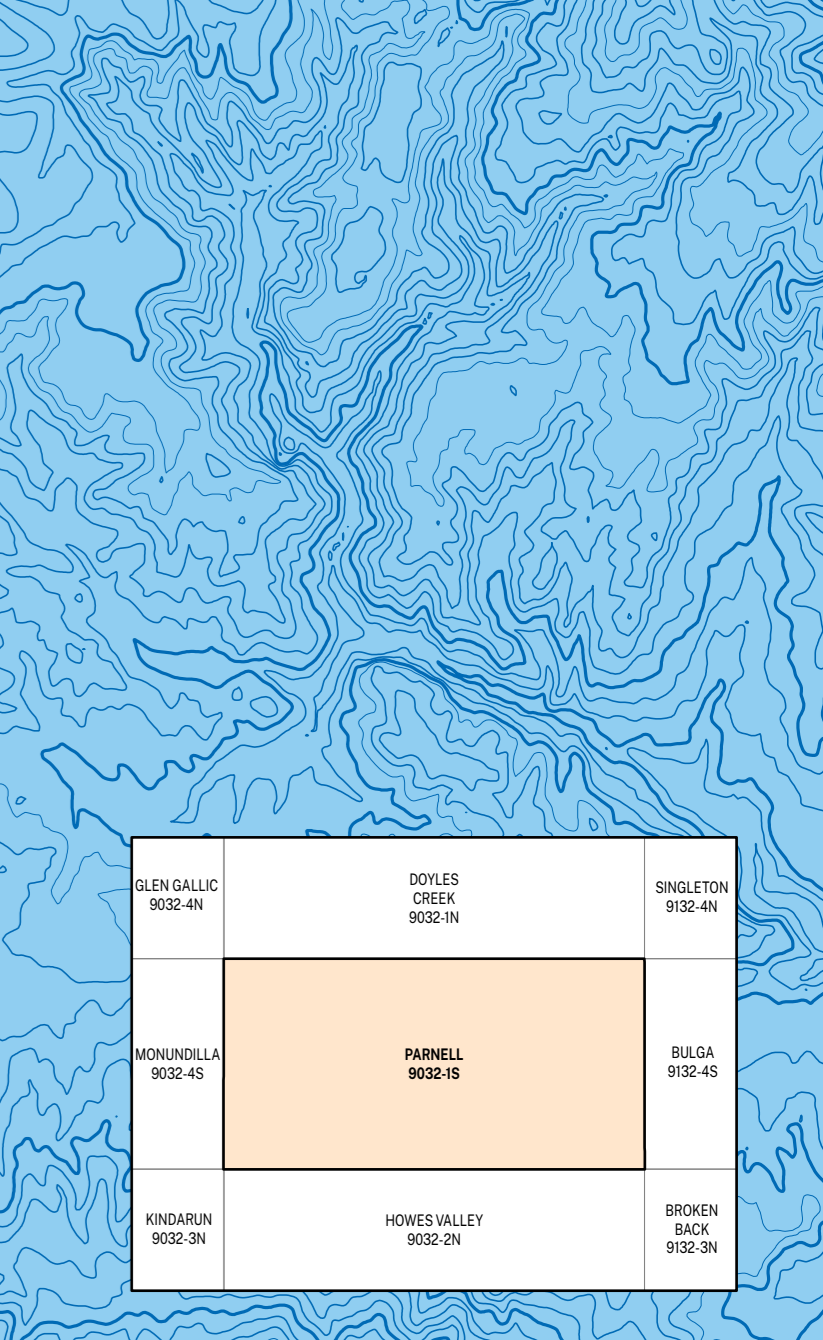 GLEN GALLIC
9032-4N
DOYLES
CREEK
9032-1N
SINGLETON
9132-4N
MONUNDILLA
9032-4S
PARNELL
9032-1S
BULGA
9132-4S
KINDARUN
9032-3N
HOWES VALLEY
9032-2N
BROKEN
BACK
9132-3N